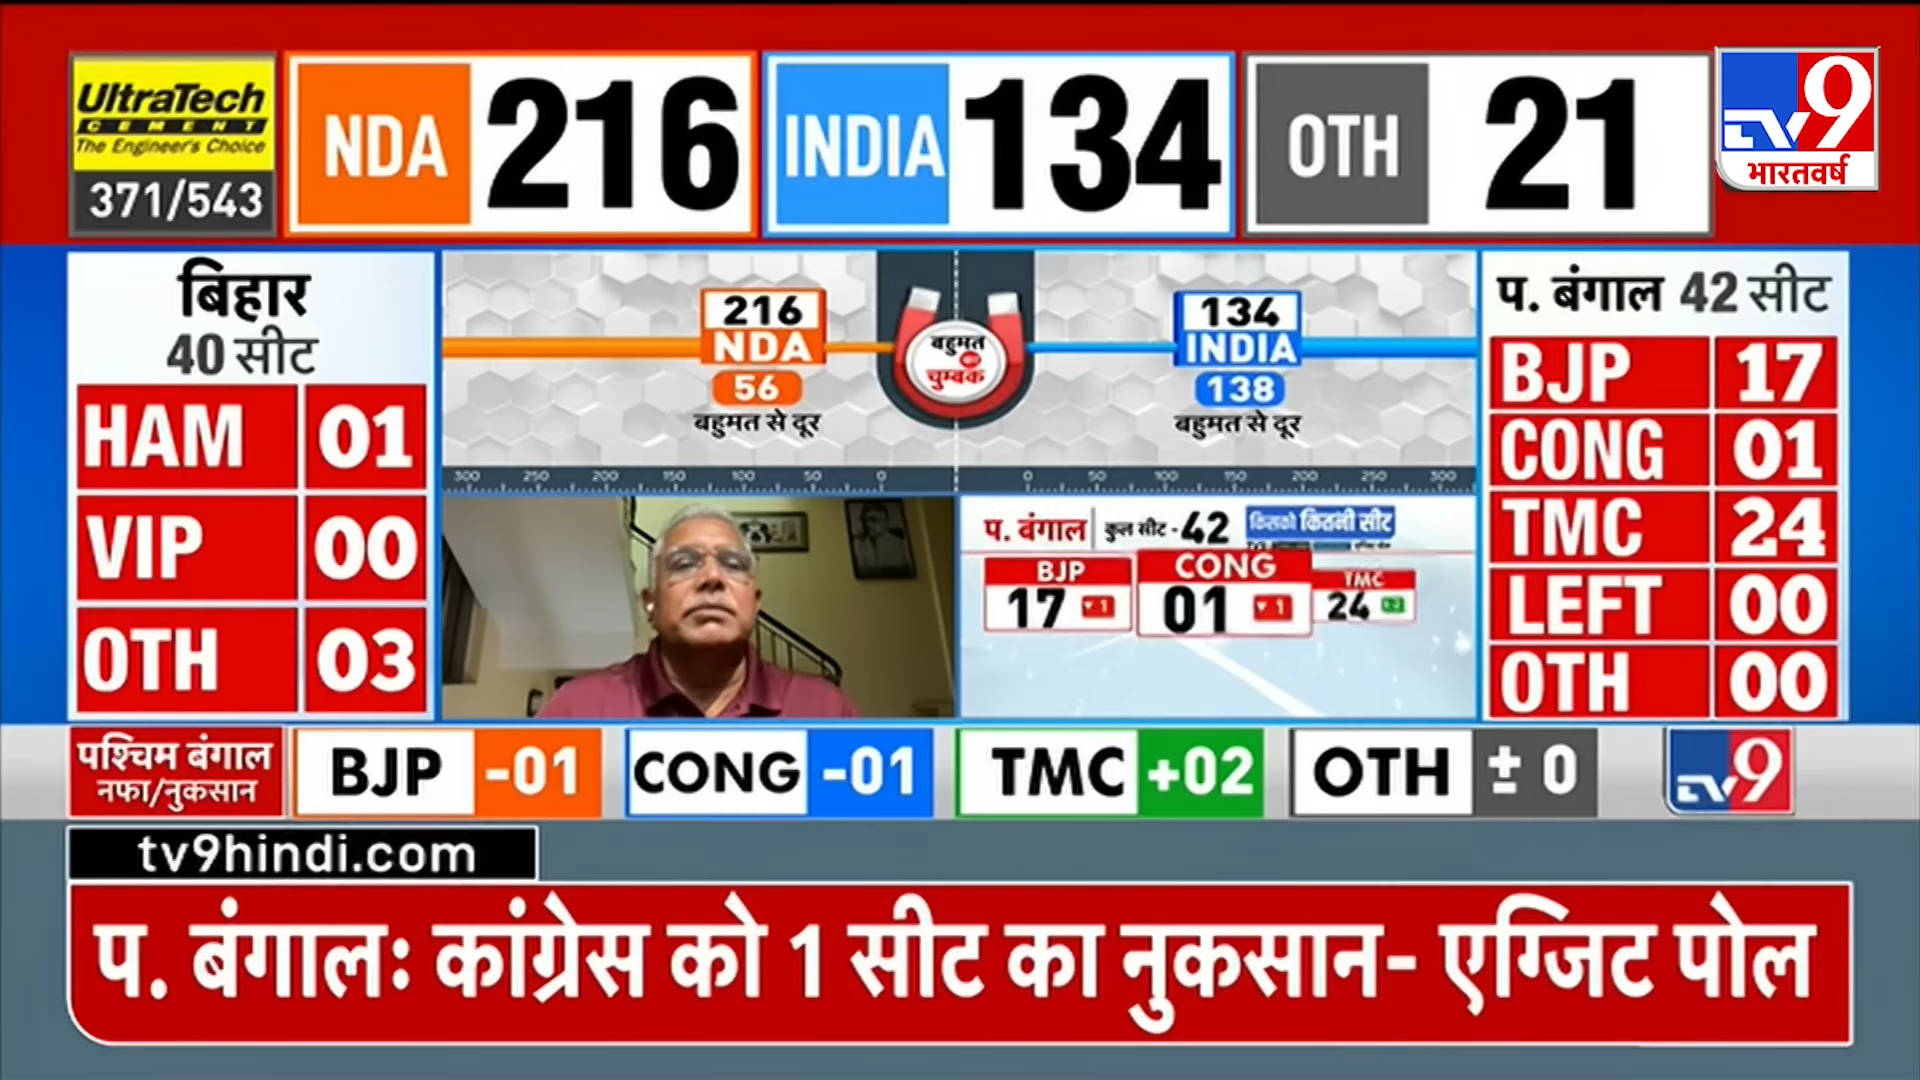 UltraTech
CEMENT
The Engineer's Choice
371/543
NDA 216
INDIA 134
OTH 21
TV9
भारतवर्ष
बिहार
40 सीट
HAM 01
VIP 00
OTH 03
216
NDA
56
बहुमत से दूर
बहुमत
का
चुम्बक
134
INDIA
138
बहुमत से दूर
300 250 200 150 100 50 0
0 50 100 150 200 250 300
प. बंगाल कुल सीट - 42 किसको कितनी सीट
BJP
17 1
CONG
01 1
TMC
24
प. बंगाल 42 सीट
BJP 17
CONG 01
TMC 24
LEFT 00
OTH 00
पश्चिम बंगाल
नफा/नुकसान
BJP -01
CONG -01
TMC +02
OTH ± 0
TV9
tv9hindi.com
प. बंगालः कांग्रेस को 1 सीट का नुकसान- एग्जिट पोल